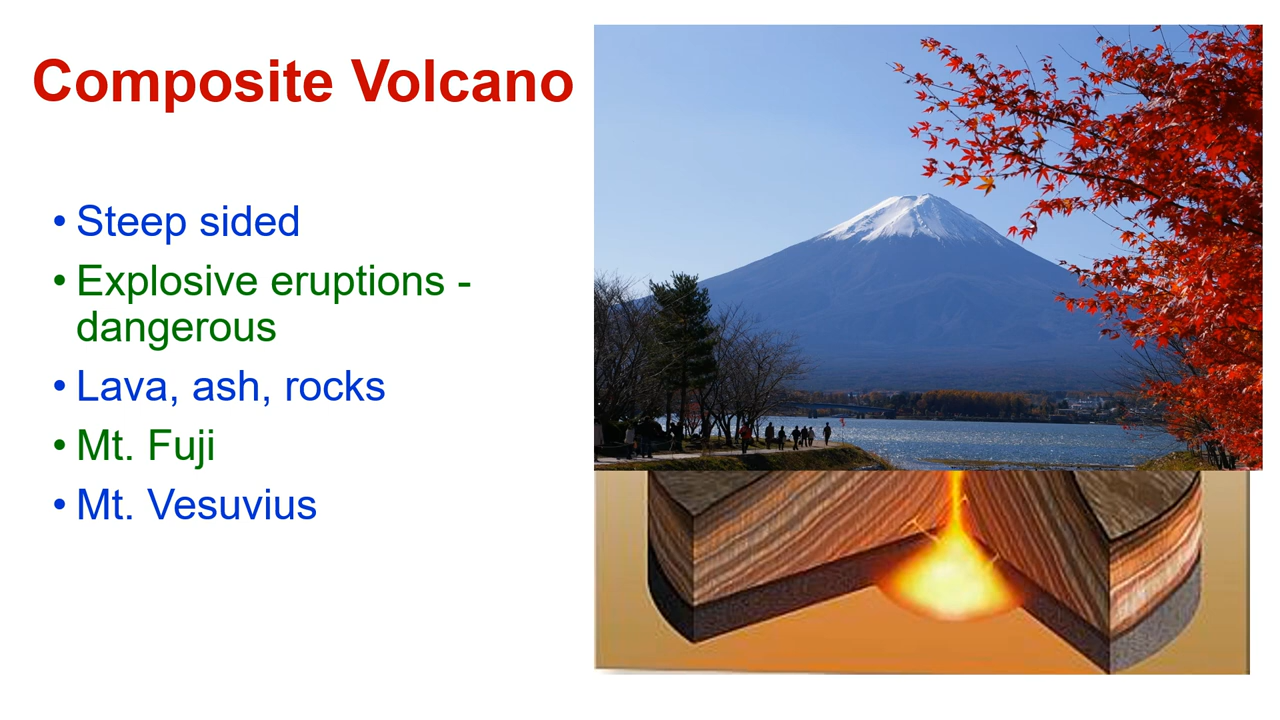 Composite Volcano
• Steep sided
• Explosive eruptions -
dangerous
• Lava, ash, rocks
• Mt. Fuji
• Mt. Vesuvius